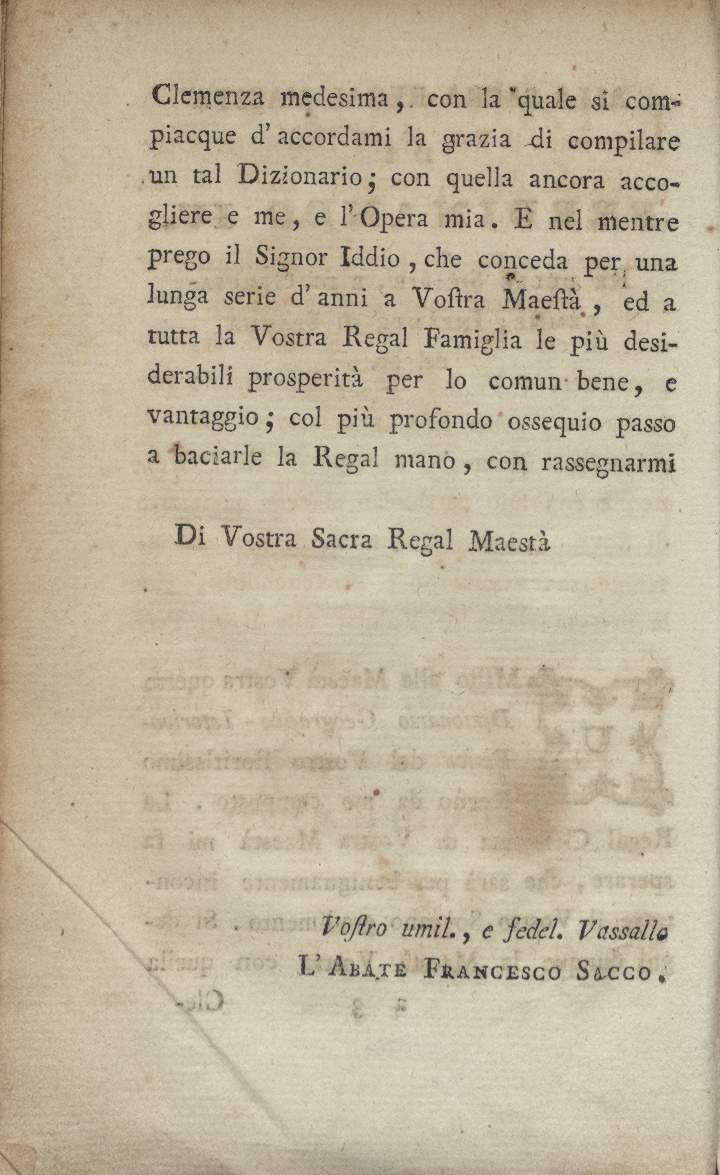 Clemenza medesima, con la quale si com-
piacque d'accordami la grazia di compilare
un tal Dizionario; con quella ancora acco-
gliere e me, e l'Opera mia. E nel mentre
prego il Signor Iddio, che conceda per una
lunga serie d'anni a Voſtra Maeſtà, ed a
tutta la Vostra Regal Famiglia le più desi-
derabili prosperità per lo comun bene, e
vantaggio; col più profondo ossequio passo
a baciarle la Regal mano, con rassegnarmi
Di Vostra Sacra Regal Maestà
Voſtro umil., e fedel. Vassallo
L'ABATE FRANCESCO SACCO.